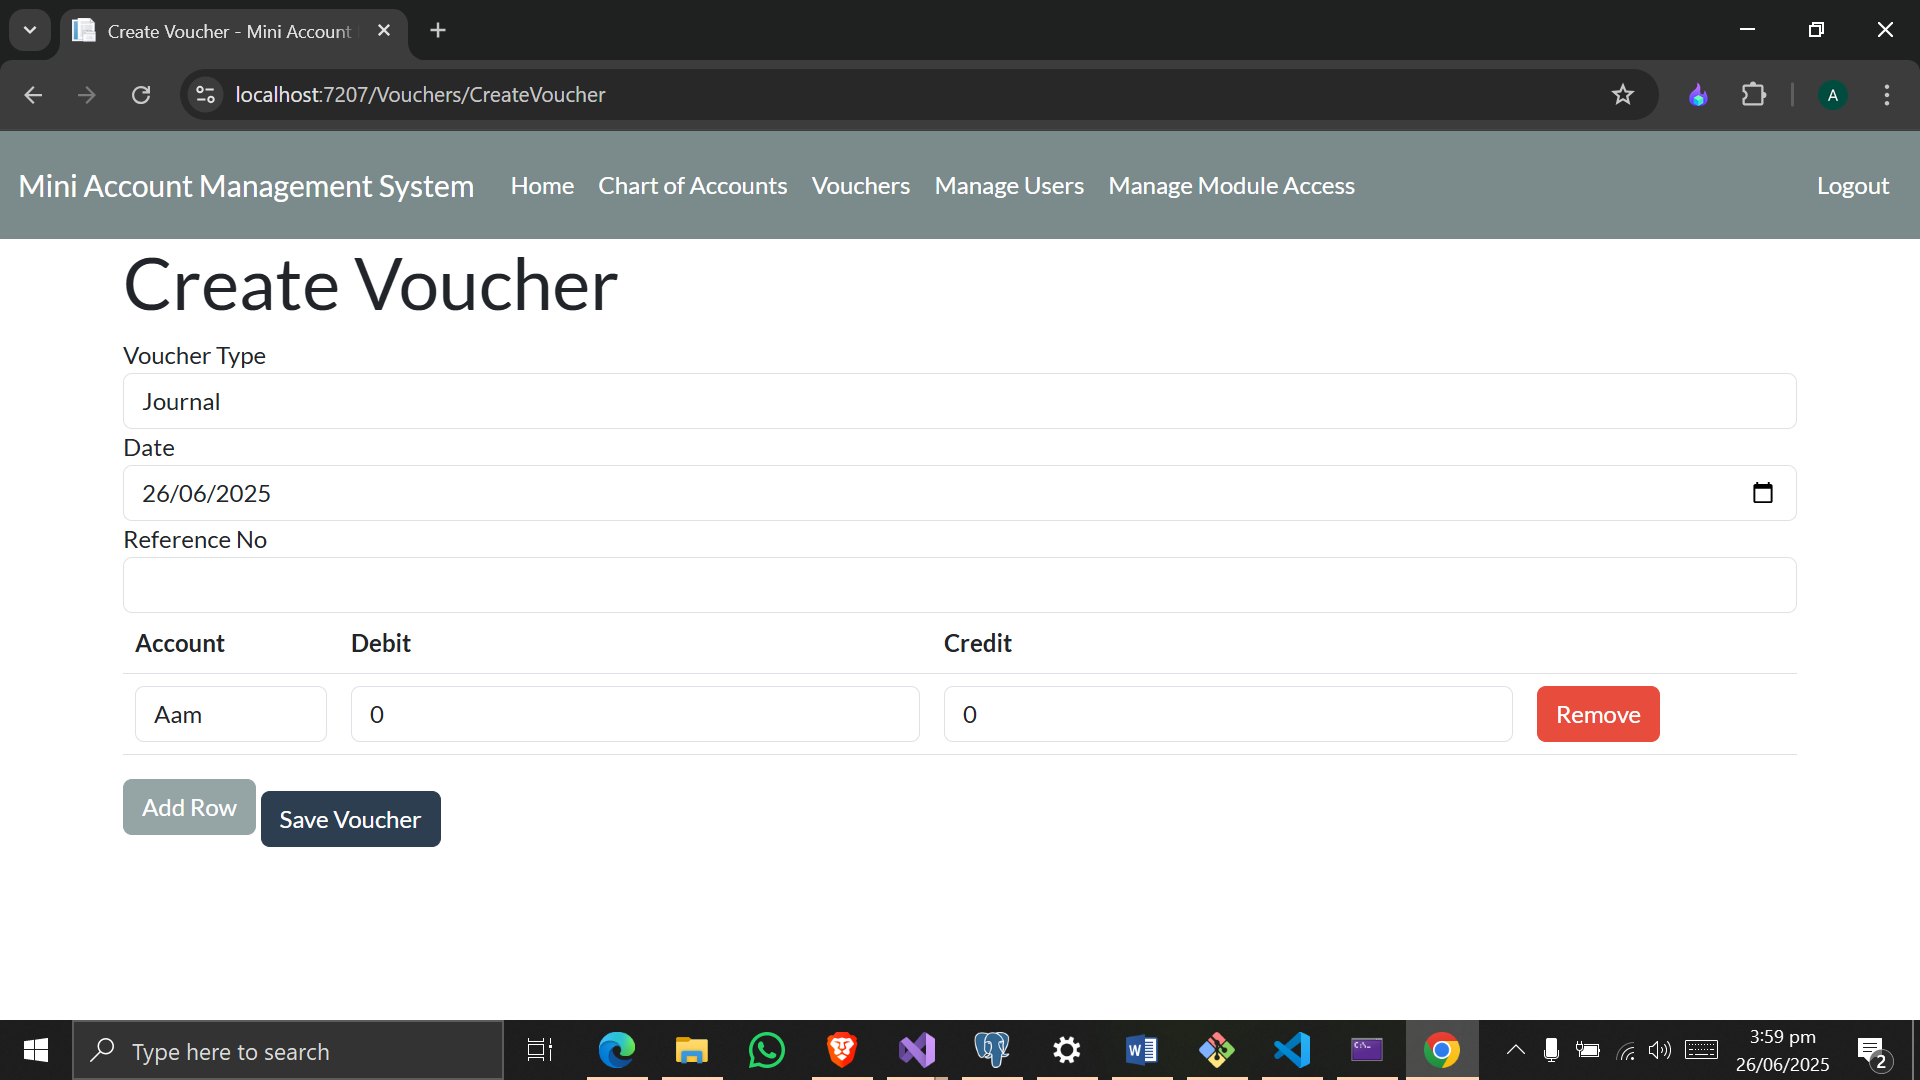 Create Voucher - Mini Account
localhost:7207/Vouchers/CreateVoucher
A
Mini Account Management System Home Chart of Accounts Vouchers Manage Users Manage Module Access Logout
Create Voucher
Voucher Type
Journal
Date
26/06/2025
Reference No
Account Debit Credit
Aam 0 0 Remove
Add Row Save Voucher
Type here to search
3:59 pm
26/06/2025
2